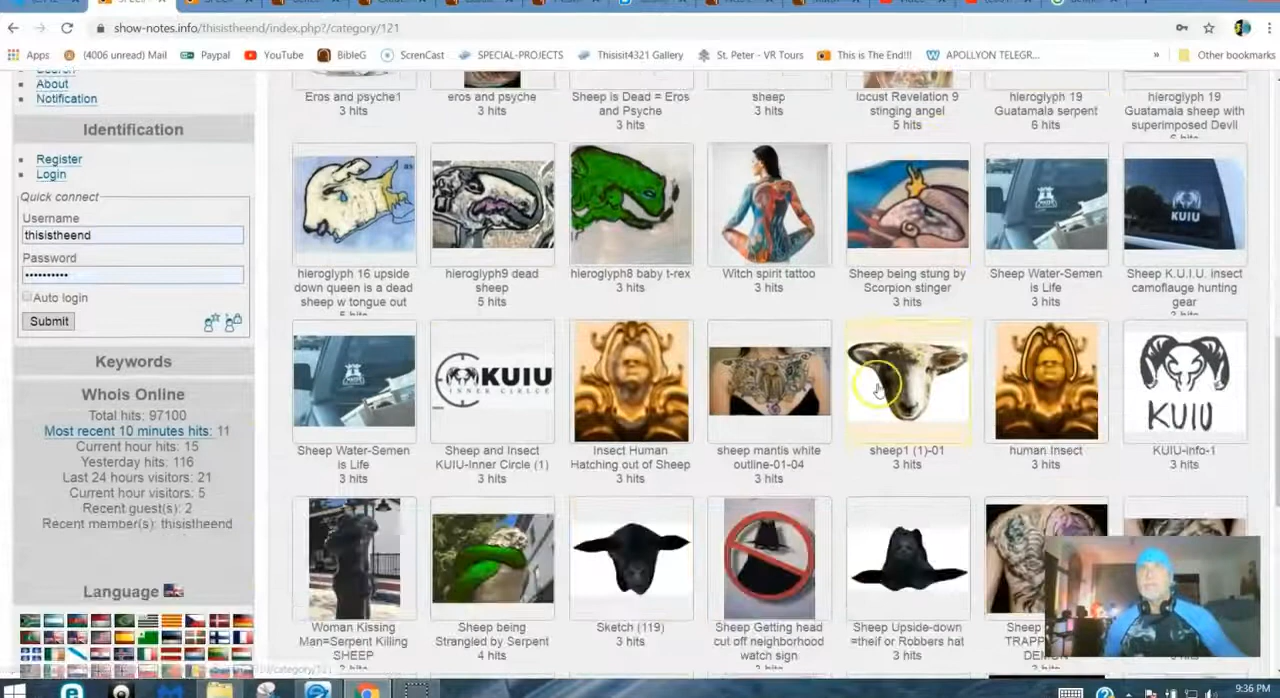 show-notes.info/thisistheend/index.php?/category/121
Apps
(4006 unread) Mail
Paypal
YouTube
BibleG
ScrenCast
SPECIAL-PROJECTS
Thisisit4321 Gallery
St. Peter - VR Tours
This is The End!!!
APOLLYON TELEGR...
»
Other bookmarks
About
Notification
Identification
Register
Login
Quick connect
Username
thisistheend
Password
••••••••••
Auto login
Submit
Keywords
Whois Online
Total hits: 97100
Most recent 10 minutes hits: 11
Current hour hits: 15
Yesterday hits: 116
Last 24 hours visitors: 21
Current hour visitors: 5
Recent guest(s): 2
Recent member(s): thisistheend
Language
Eros and psyche1
3 hits
eros and psyche
3 hits
Sheep is Dead = Eros
and Psyche
3 hits
sheep
3 hits
locust Revelation 9
stinging angel
5 hits
hieroglyph 19
Guatamala serpent
6 hits
hieroglyph 19
Guatamala sheep with
superimposed Devil
hieroglyph 16 upside
down queen is a dead
sheep w tongue out
5 hits
hieroglyph9 dead
sheep
5 hits
hieroglyph8 baby t-rex
3 hits
Witch spirit tattoo
3 hits
Sheep being stung by
Scorpion stinger
3 hits
Sheep Water-Semen
is Life
3 hits
KUIU
Sheep K.U.I.U. insect
camoflauge hunting
gear
Sheep Water-Semen
is Life
3 hits
KUIU
INNER CIRCLE
Sheep and Insect
KUIU-Inner Circle (1)
3 hits
Insect Human
Hatching out of Sheep
3 hits
sheep mantis white
outline-01-04
3 hits
sheep1 (1)-01
3 hits
human Insect
3 hits
KUIU
KUIU-info-1
3 hits
Woman Kissing
Man=Serpent Killing
SHEEP
Sheep being
Strangled by Serpent
4 hits
Sketch (119)
3 hits
Sheep Getting head
cut off neighborhood
watch sign
Sheep Upside-down
=theif or Robbers hat
3 hits
Sheep
TRAPP
DEM
9:36 PM